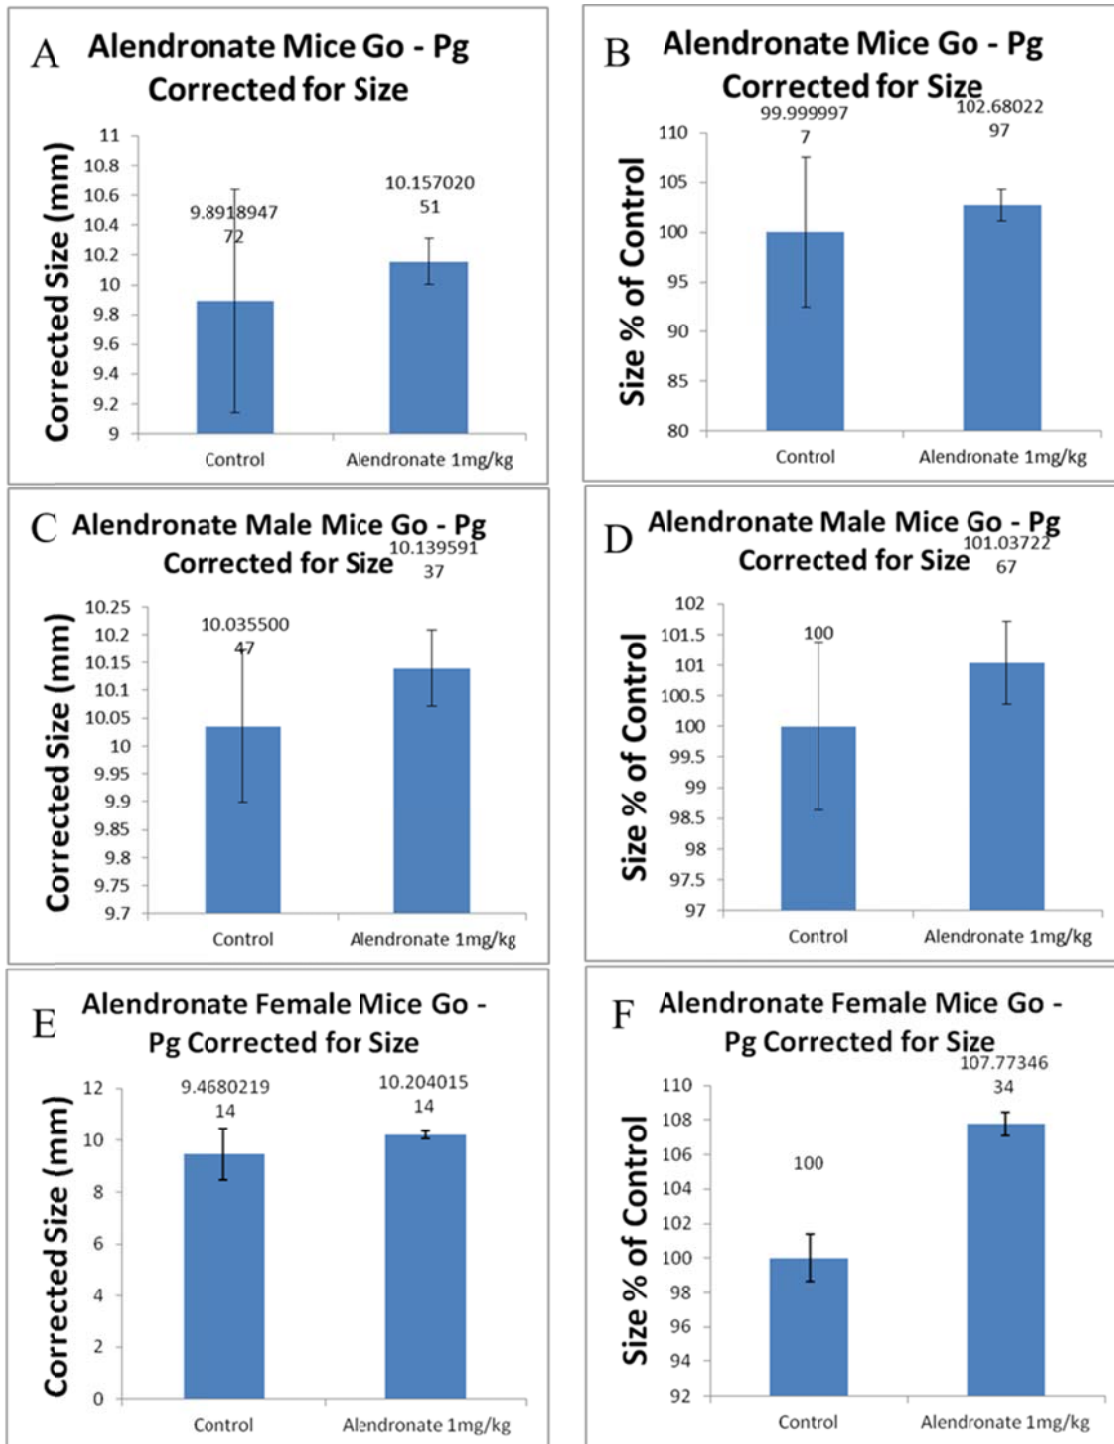 A
Alendronate Mice Go - Pg
Corrected for Size
11
10.8
10.6
10.4
10.2
10
9.8
9.6
9.4
9.2
9
Corrected Size (mm)
9.8918947
72
10.157020
51
Control
Alendronate 1mg/kg
B
Alendronate Mice Go - Pg
Corrected for Size
99.999997
7
102.68022
97
110
105
100
95
90
85
80
Size % of Control
Control
Alendronate 1mg/kg
C
Alendronate Male Mice Go - Pg
Corrected for Size
10.139591
37
10.035500
47
10.25
10.2
10.15
10.1
10.05
10
9.95
9.9
9.85
9.8
9.75
9.7
Corrected Size (mm)
Control
Alendronate 1mg/kg
D
Alendronate Male Mice Go - Pg
Corrected for Size
101.03722
67
100
102
101.5
101
100.5
100
99.5
99
98.5
98
97.5
97
Size % of Control
Control
Alendronate 1mg/kg
E
Alendronate Female Mice Go -
Pg Corrected for Size
9.4680219
14
10.204015
14
12
10
8
6
4
2
0
Corrected Size (mm)
Control
Alendronate 1mg/kg
F
Alendronate Female Mice Go -
Pg Corrected for Size
107.77346
34
100
110
108
106
104
102
100
98
96
94
92
Size % of Control
Control
Alendronate 1mg/kg